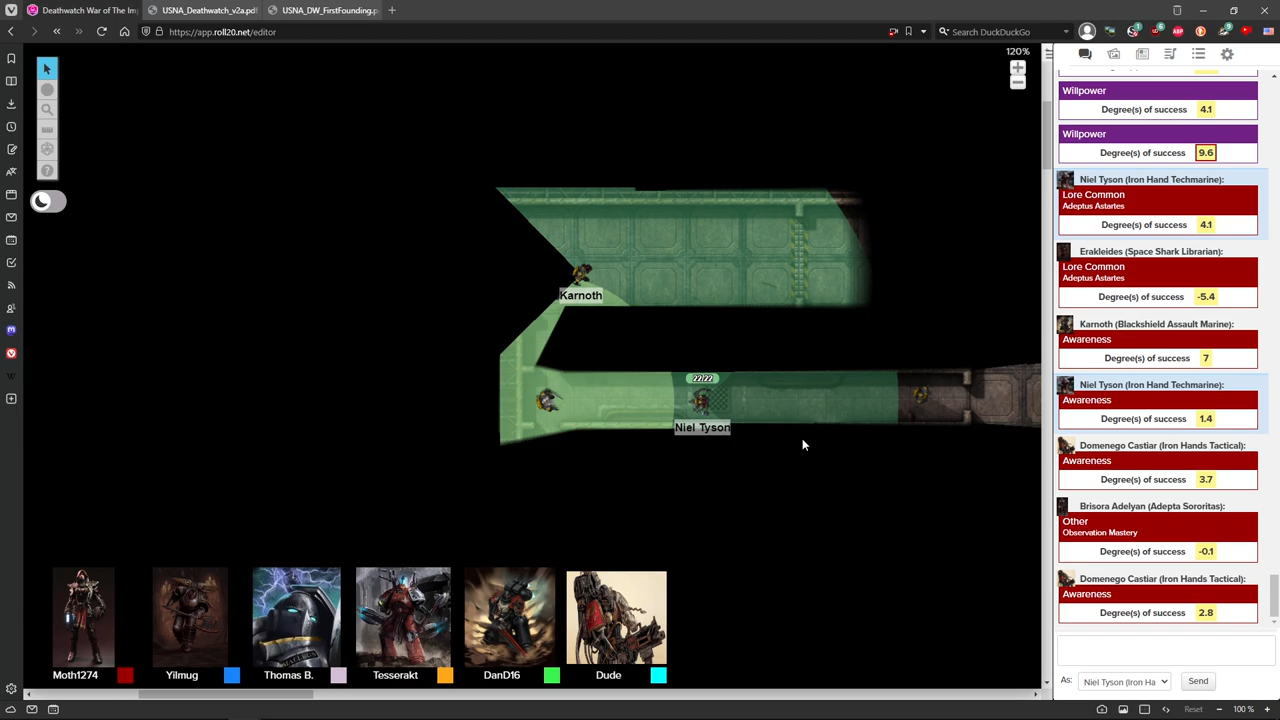 Deathwatch War of The Im
USNA_Deathwatch_v2a.pdf
USNA_DW_FirstFounding.p
https://app.roll20.net/editor
Search DuckDuckGo
120%
Willpower
Degree(s) of success 4.1
Willpower
Degree(s) of success 9.6
Niel Tyson (Iron Hand Techmarine):
Lore Common
Adeptus Astartes
Degree(s) of success 4.1
Erakleides (Space Shark Librarian):
Lore Common
Adeptus Astartes
Degree(s) of success -5.4
Karnoth (Blackshield Assault Marine):
Awareness
Degree(s) of success 7
Niel Tyson (Iron Hand Techmarine):
Awareness
Degree(s) of success 1.4
Domenego Castiar (Iron Hands Tactical):
Awareness
Degree(s) of success 3.7
Brisora Adelyan (Adepta Sororitas):
Other
Observation Mastery
Degree(s) of success -0.1
Domenego Castiar (Iron Hands Tactical):
Awareness
Degree(s) of success 2.8
As: Niel Tyson (Iron Ha
Send
Karnoth
22/22
Niel Tyson
Moth1274
Yilmug
Thomas B.
Tesserakt
DanD16
Dude
Reset
100 %